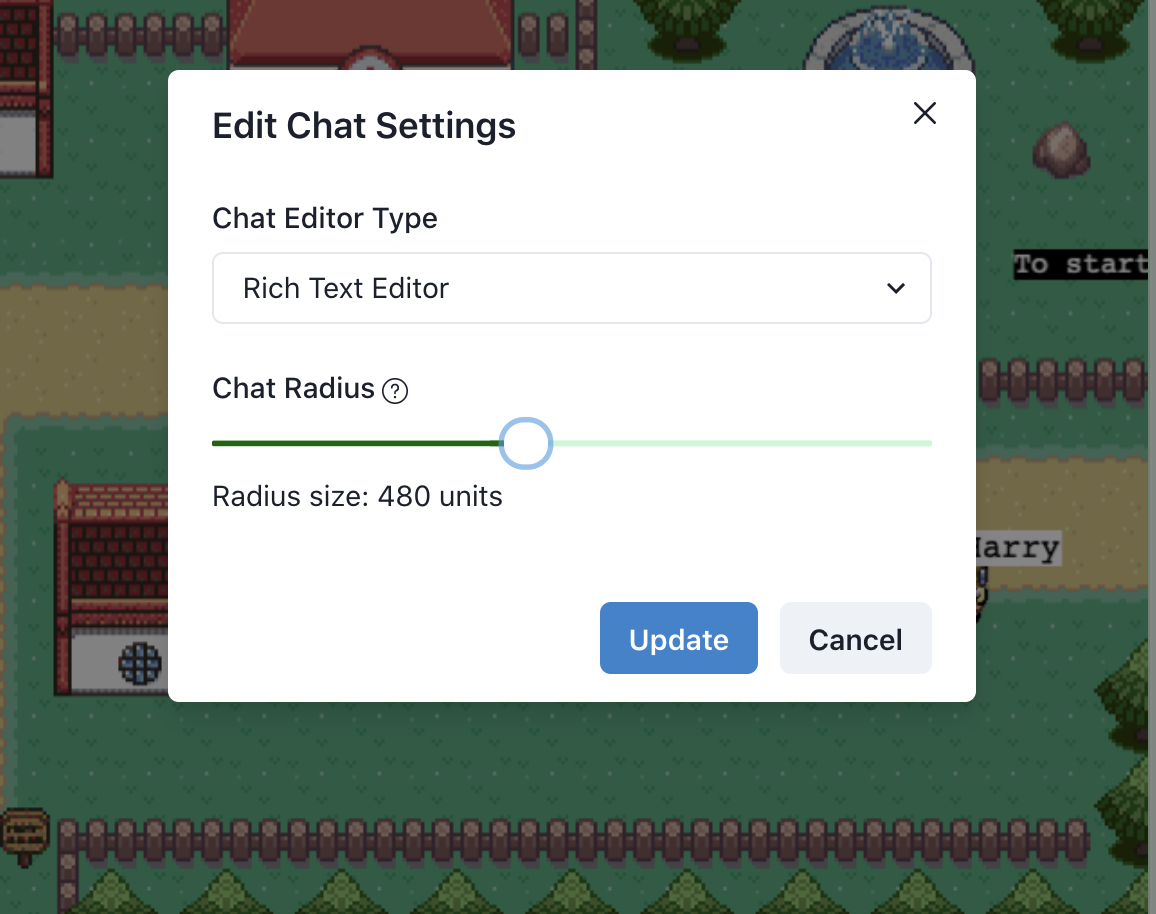 Edit Chat Settings
Chat Editor Type
Rich Text Editor
To start
Chat Radius
Radius size: 480 units
Harry
Update
Cancel